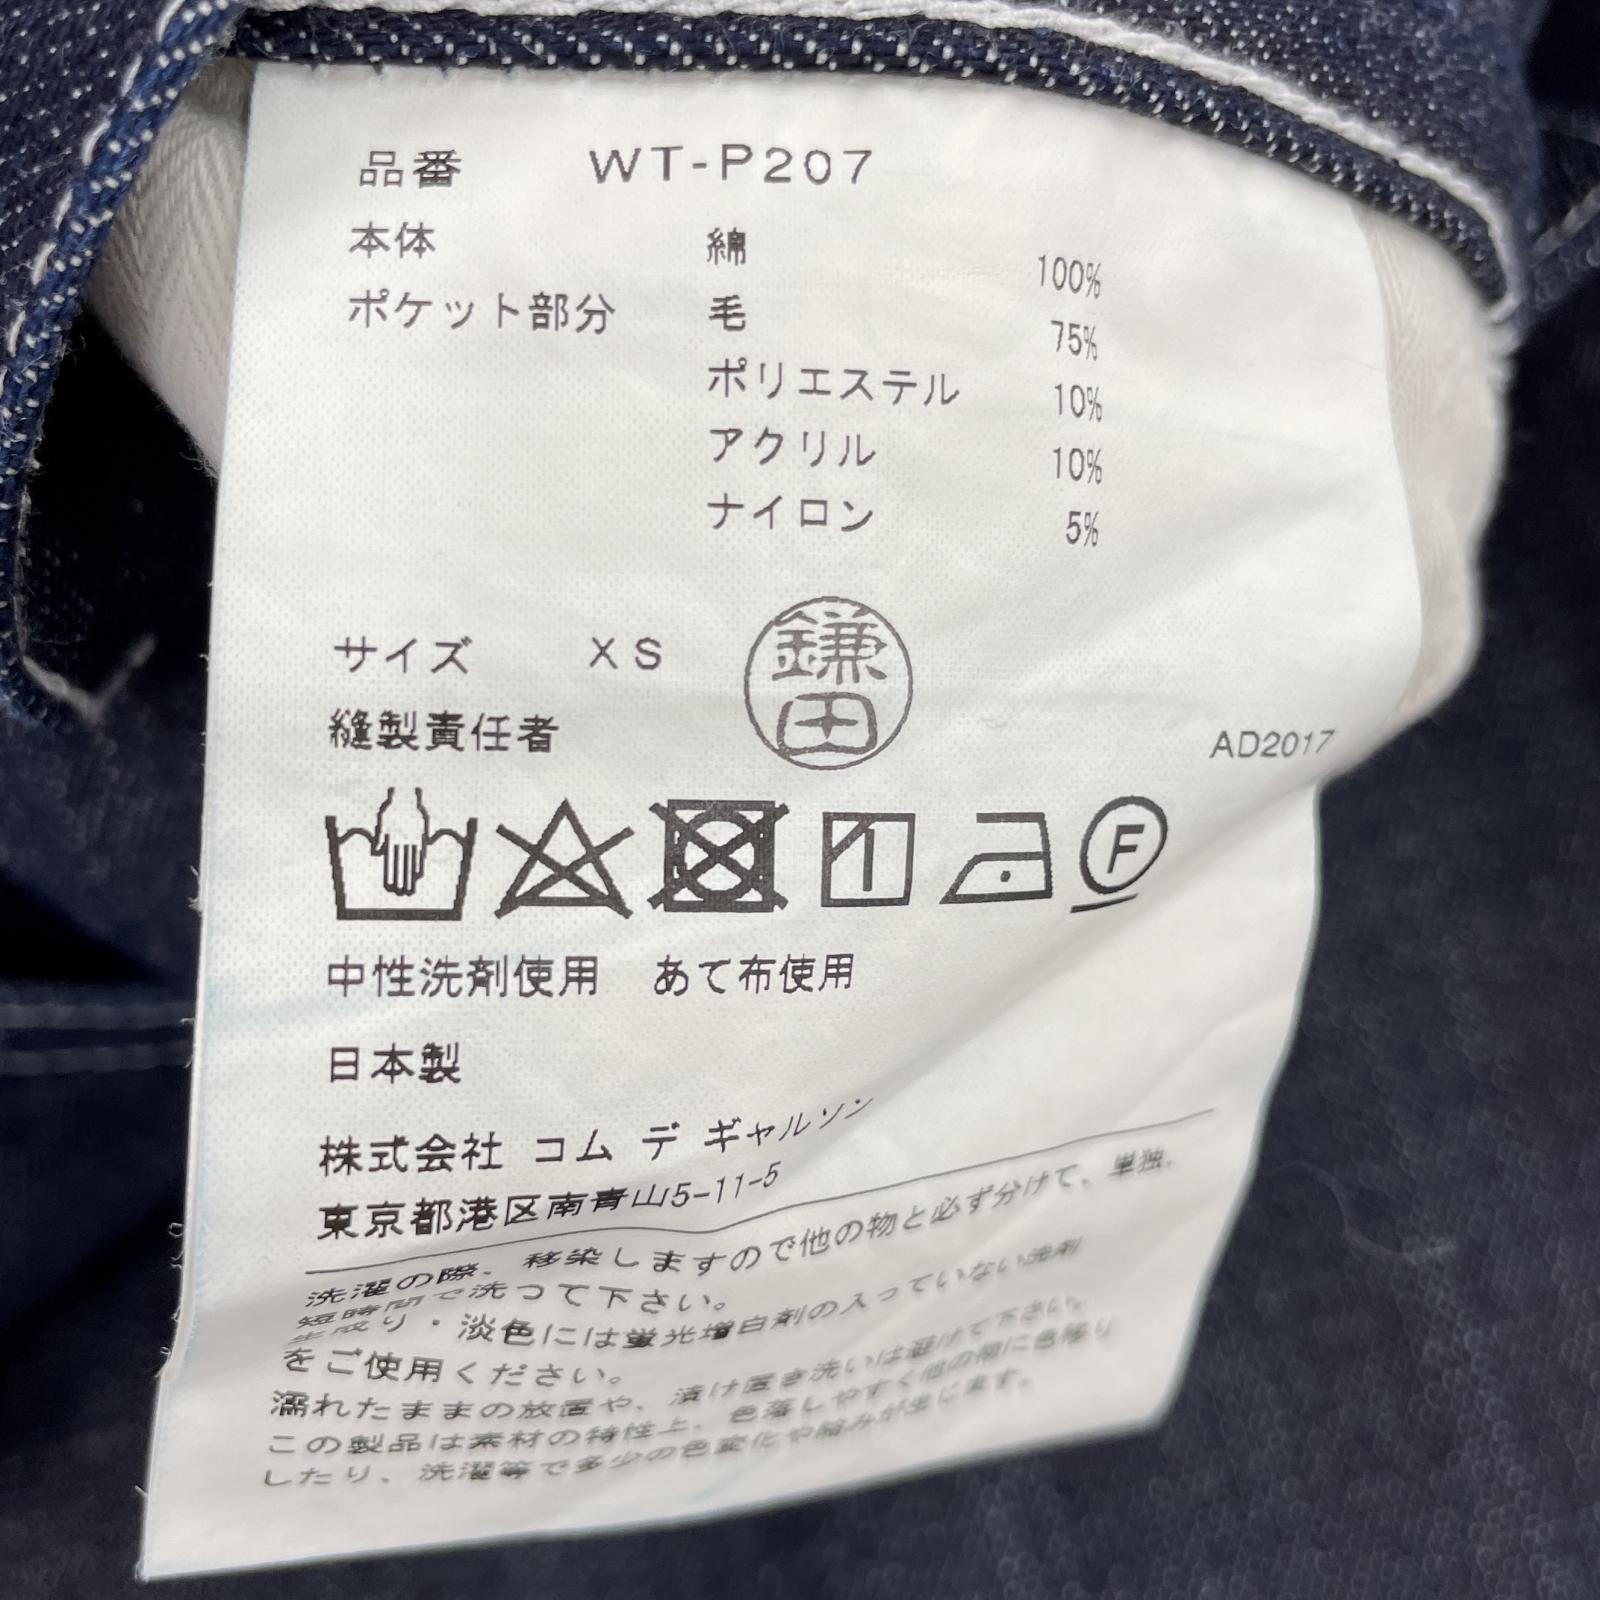 品番 WT-P207
本体 綿 100%
ポケット部分 毛 75%
ポリエステル 10%
アクリル 10%
ナイロン 5%
サイズ XS
鎌田
縫製責任者
AD2017
1
F
中性洗剤使用 あて布使用
日本製
株式会社 コム デ ギャルソン
東京都港区南青山5-11-5
洗濯の際、移染しますので他の物と必ず分けて、単独、
短時間で洗って下さい。
生成り・淡色には蛍光増白剤の入っていない洗剤
をご使用ください。
濡れたままの放置や、漬け置き洗いは避けて下さい。
この製品は素材の特性上、色落しやすく他の物に色移り
したり、洗濯等で多少の色変化や縮みが生じます。